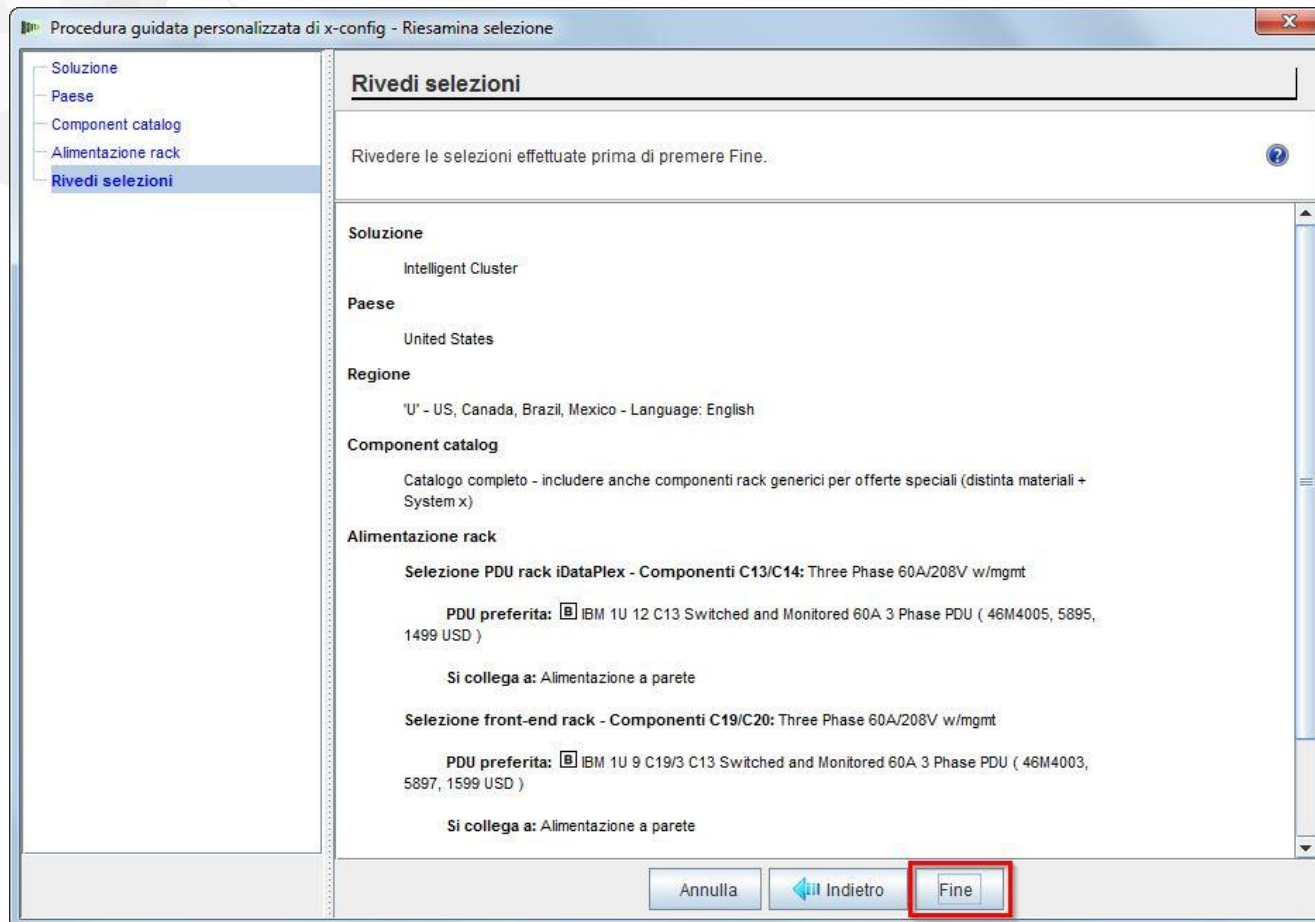 Procedura guidata personalizzata di x-config - Riesamina selezione
Soluzione
Paese
Component catalog
Alimentazione rack
Rivedi selezioni
Rivedi selezioni
Rivedere le selezioni effettuate prima di premere Fine.
Soluzione
Intelligent Cluster
Paese
United States
Regione
'U' - US, Canada, Brazil, Mexico - Language: English
Component catalog
Catalogo completo - includere anche componenti rack generici per offerte speciali (distinta materiali +
System x)
Alimentazione rack
Selezione PDU rack iDataPlex - Componenti C13/C14: Three Phase 60A/208V w/mgmt
PDU preferita: B IBM 1U 12 C13 Switched and Monitored 60A 3 Phase PDU ( 46M4005, 5895,
1499 USD )
Si collega a: Alimentazione a parete
Selezione front-end rack - Componenti C19/C20: Three Phase 60A/208V w/mgmt
PDU preferita: B IBM 1U 9 C19/3 C13 Switched and Monitored 60A 3 Phase PDU ( 46M4003,
5897, 1599 USD )
Si collega a: Alimentazione a parete
Annulla
Indietro
Fine